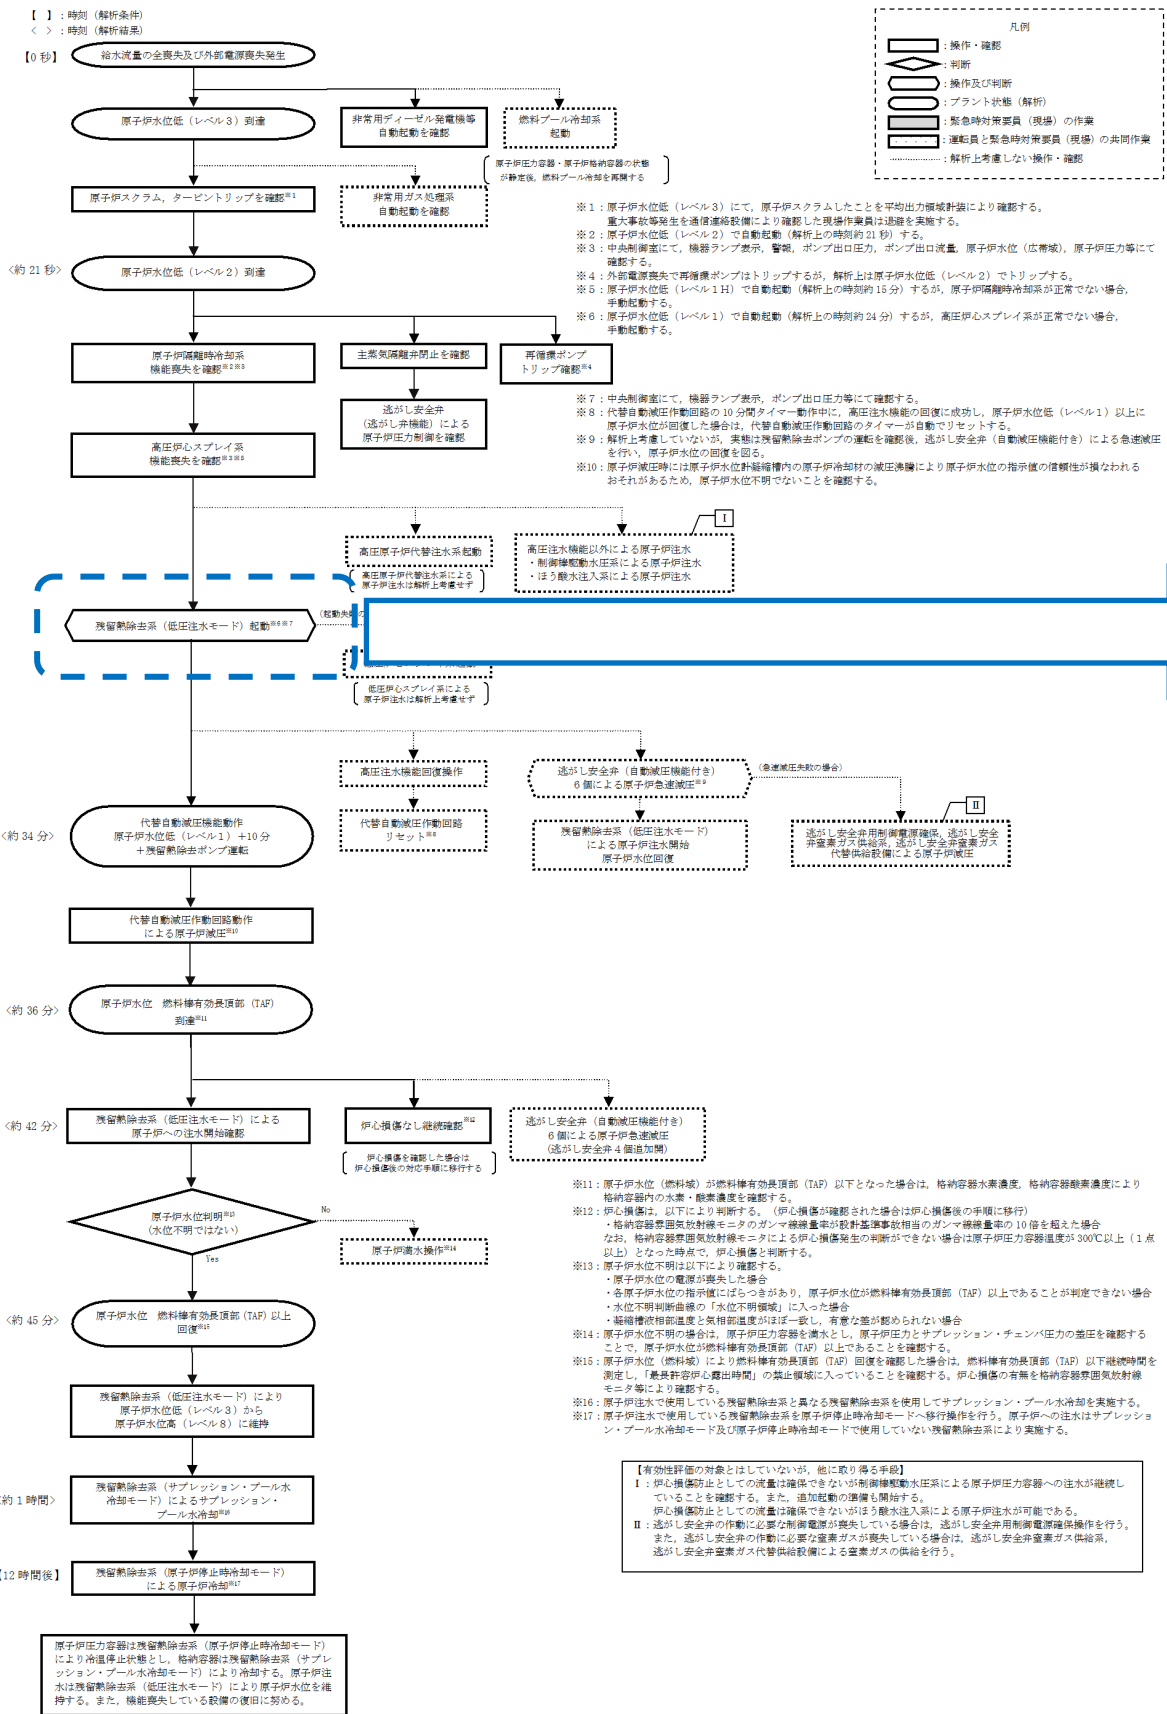 【　】：時刻（解析条件）
＜　＞：時刻（解析結果）
凡例
：操作・確認
：判断
：操作及び判断
：プラント状態（解析）
：緊急時対策要員（現場）の作業
：運転員と緊急時対策要員（現場）の共同作業
：解析上考慮しない操作・確認
【0 秒】
給水流量の全喪失及び外部電源喪失発生
原子炉水位低（レベル３）到達
非常用ディーゼル発電機等
自動起動を確認
燃料プール冷却系
起動
原子炉圧力容器・原子炉格納容器の状態
が静定後，燃料プール冷却を再開する
原子炉スクラム，タービントリップを確認※1
非常用ガス処理系
自動起動を確認
＜約 21 秒＞
原子炉水位低（レベル２）到達
※１：原子炉水位低（レベル３）にて，原子炉スクラムしたことを平均出力領域計装により確認する。
重大事故等発生を通信連絡設備により確認した現場作業員は退避を実施する。
※２：原子炉水位低（レベル２）で自動起動（解析上の時刻約 21 秒）する。
※３：中央制御室にて，機器ランプ表示，警報，ポンプ出口圧力，ポンプ出口流量，原子炉水位（広帯域），原子炉圧力等にて
確認する。
※４：外部電源喪失で再循環ポンプはトリップするが，解析上は原子炉水位低（レベル２）でトリップする。
※５：原子炉水位低（レベル１Ｈ）で自動起動（解析上の時刻約 15 分）するが，原子炉隔離時冷却系が正常でない場合，
手動起動する。
※６：原子炉水位低（レベル１）で自動起動（解析上の時刻約 24 分）するが，高圧炉心スプレイ系が正常でない場合，
手動起動する。
原子炉隔離時冷却系
機能喪失を確認※2※3
主蒸気隔離弁閉止を確認
再循環ポンプ
トリップ確認※4
逃がし安全弁
（逃がし弁機能）による
原子炉圧力制御を確認
高圧炉心スプレイ系
機能喪失を確認※3※5
※７：中央制御室にて，機器ランプ表示，ポンプ出口圧力等にて確認する。
※８：代替自動減圧作動回路の 10 分間タイマー動作中に，高圧注水機能の回復に成功し，原子炉水位低（レベル１）以上に
原子炉水位が回復した場合は，代替自動減圧作動回路のタイマーが自動でリセットする。
※９：解析上考慮していないが，実態は残留熱除去ポンプの運転を確認後，逃がし安全弁（自動減圧機能付き）による急速減圧
を行い，原子炉水位の回復を図る。
※10：原子炉減圧時には原子炉水位計凝縮槽内の原子炉冷却材の減圧沸騰により原子炉水位の指示値の信頼性が損なわれる
おそれがあるため，原子炉水位不明でないことを確認する。
Ⅰ
高圧原子炉代替注水系起動
高圧原子炉代替注水系による
原子炉注水は解析上考慮せず
高圧注水機能以外による原子炉注水
・制御棒駆動水圧系による原子炉注水
・ほう酸水注入系による原子炉注水
残留熱除去系（低圧注水モード）起動※6※7
（起動失敗の
低圧炉心スプレイ系による
原子炉注水は解析上考慮せず
高圧注水機能回復操作
代替自動減圧作動回路
リセット※8
逃がし安全弁（自動減圧機能付き）
６個による原子炉急速減圧※9
（急速減圧失敗の場合）
Ⅱ
残留熱除去系（低圧注水モード）
による原子炉注水開始
原子炉水位回復
逃がし安全弁用制御電源確保，逃がし安全
弁窒素ガス供給系，逃がし安全弁窒素ガス
代替供給設備による原子炉減圧
＜約 34 分＞
代替自動減圧機能動作
原子炉水位低（レベル１）＋10 分
＋残留熱除去ポンプ運転
代替自動減圧作動回路動作
による原子炉減圧※10
＜約 36 分＞
原子炉水位　燃料棒有効長頂部（TAF）
到達※11
＜約 42 分＞
残留熱除去系（低圧注水モード）による
原子炉への注水開始確認
炉心損傷なし継続確認※12
炉心損傷を確認した場合は
炉心損傷後の対応手順に移行する
逃がし安全弁（自動減圧機能付き）
６個による原子炉急速減圧
（逃がし安全弁４個追加開）
原子炉水位判明※13
（水位不明ではない）
No
Yes
原子炉満水操作※14
※11：原子炉水位（燃料域）が燃料棒有効長頂部（TAF）以下となった場合は，格納容器水素濃度，格納容器酸素濃度により
格納容器内の水素・酸素濃度を確認する。
※12：炉心損傷は，以下により判断する。（炉心損傷が確認された場合は炉心損傷後の手順に移行）
・格納容器雰囲気放射線モニタのガンマ線線量率が設計基準事故相当のガンマ線線量率の 10 倍を超えた場合
なお，格納容器雰囲気放射線モニタによる炉心損傷発生の判断ができない場合は原子炉圧力容器温度が 300℃以上（１点
以上）となった時点で，炉心損傷と判断する。
※13：原子炉水位不明は以下により確認する。
・原子炉水位の電源が喪失した場合
・各原子炉水位の指示値にばらつきがあり，原子炉水位が燃料棒有効長頂部（TAF）以上であることが判定できない場合
・水位不明判断曲線の「水位不明領域」に入った場合
・凝縮槽液相部温度と気相部温度がほぼ一致し，有意な差が認められない場合
※14：原子炉水位不明の場合は，原子炉圧力容器を満水とし，原子炉圧力とサプレッション・チェンバ圧力の差圧を確認する
ことで，原子炉水位が燃料棒有効長頂部（TAF）以上であることを確認する。
※15：原子炉水位（燃料域）により燃料棒有効長頂部（TAF）回復を確認した場合は，燃料棒有効長頂部（TAF）以下継続時間を
測定し，「最長許容炉心露出時間」の禁止領域に入っていることを確認する。炉心損傷の有無を格納容器雰囲気放射線
モニタ等により確認する。
※16：原子炉注水で使用している残留熱除去系と異なる残留熱除去系を使用してサプレッション・プール水冷却を実施する。
※17：原子炉注水で使用している残留熱除去系を原子炉停止時冷却モードへ移行操作を行う。原子炉への注水はサプレッショ
ン・プール水冷却モード及び原子炉停止時冷却モードで使用していない残留熱除去系により実施する。
＜約 45 分＞
原子炉水位　燃料棒有効長頂部（TAF）以上
回復※15
残留熱除去系（低圧注水モード）により
原子炉水位低（レベル３）から
原子炉水位高（レベル８）に維持
約 1 時間＞
残留熱除去系（サプレッション・プール水
冷却モード）によるサプレッション・
プール水冷却※16
【12 時間後】
残留熱除去系（原子炉停止時冷却モード）
による原子炉冷却※17
原子炉圧力容器は残留熱除去系（原子炉停止時冷却モード）
により冷温停止状態とし，格納容器は残留熱除去系（サプレ
ッション・プール水冷却モード）により冷却する。原子炉注
水は残留熱除去系（低圧注水モード）により原子炉水位を維
持する。また，機能喪失している設備の復旧に努める。
【有効性評価の対象とはしていないが，他に取り得る手段】
Ⅰ：炉心損傷防止としての流量は確保できないが制御棒駆動水圧系による原子炉圧力容器への注水が継続し
ていることを確認する。また，追加起動の準備も開始する。
炉心損傷防止としての流量は確保できないがほう酸水注入系による原子炉注水が可能である。
Ⅱ：逃がし安全弁の作動に必要な制御電源が喪失している場合は，逃がし安全弁用制御電源確保操作を行う。
また，逃がし安全弁の作動に必要な窒素ガスが喪失している場合は，逃がし安全弁窒素ガス供給系，
逃がし安全弁窒素ガス代替供給設備による窒素ガスの供給を行う。